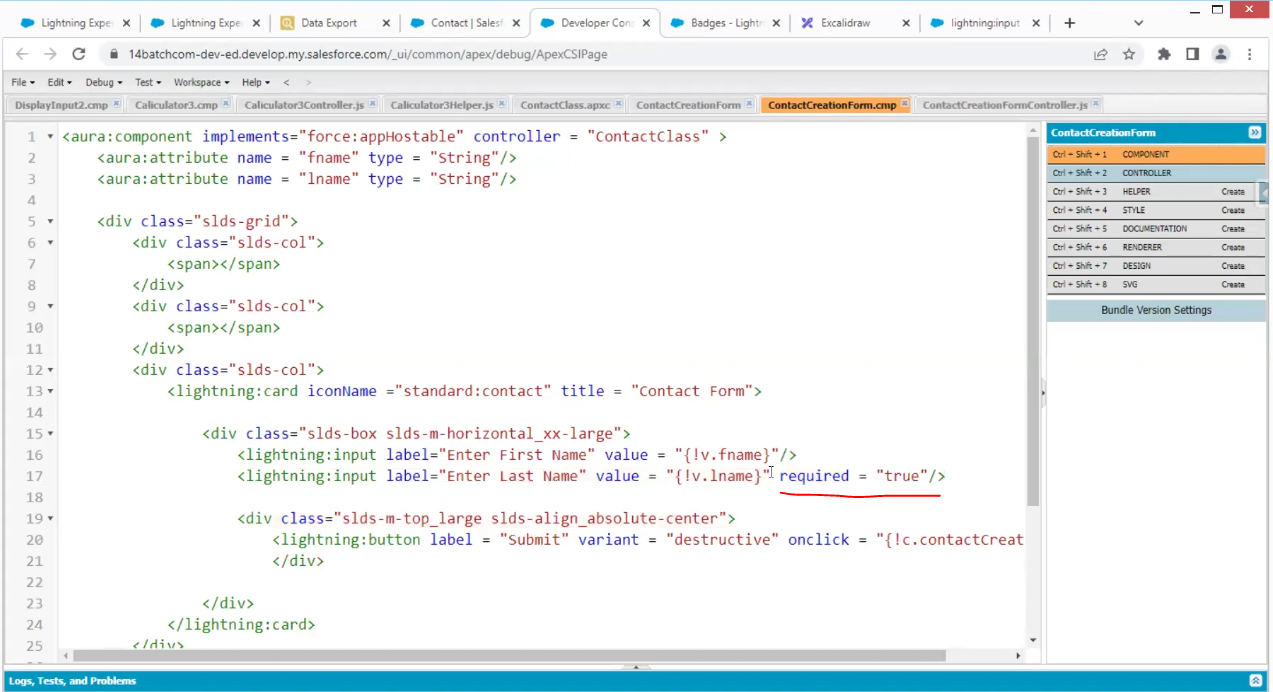 Lightning Expe
Lightning Expe
Data Export
Contact | Salesf
Developer Con
Badges - Lightn
Excalidraw
lightning:input
14batchcom-dev-ed.develop.my.salesforce.com/_ui/common/apex/debug/ApexCSIPage
File Edit Debug Test Workspace Help < >
DisplayInput2.cmp Caliculator3.cmp Caliculator3Controller.js Caliculator3Helper.js ContactClass.apxc ContactCreationForm ContactCreationForm.cmp ContactCreationFormController.js
1 <aura:component implements="force:appHostable" controller = "ContactClass" >
2 <aura:attribute name = "fname" type = "String"/>
3 <aura:attribute name = "lname" type = "String"/>
4
5 <div class="slds-grid">
6 <div class="slds-col">
7 <span></span>
8 </div>
9 <div class="slds-col">
10 <span></span>
11 </div>
12 <div class="slds-col">
13 <lightning:card iconName ="standard:contact" title = "Contact Form">
14
15 <div class="slds-box slds-m-horizontal_xx-large">
16 <lightning:input label="Enter First Name" value = "{!v.fname}"/>
17 <lightning:input label="Enter Last Name" value = "{!v.lname}" required = "true"/>
18
19 <div class="slds-m-top_large slds-align_absolute-center">
20 <lightning:button label = "Submit" variant = "destructive" onclick = "{!c.contactCreat
21 </div>
22
23 </div>
24 </lightning:card>
25 </div>
ContactCreationForm
Ctrl + Shift + 1 COMPONENT
Ctrl + Shift + 2 CONTROLLER
Ctrl + Shift + 3 HELPER Create
Ctrl + Shift + 4 STYLE Create
Ctrl + Shift + 5 DOCUMENTATION Create
Ctrl + Shift + 6 RENDERER Create
Ctrl + Shift + 7 DESIGN Create
Ctrl + Shift + 8 SVG Create
Bundle Version Settings
Logs, Tests, and Problems